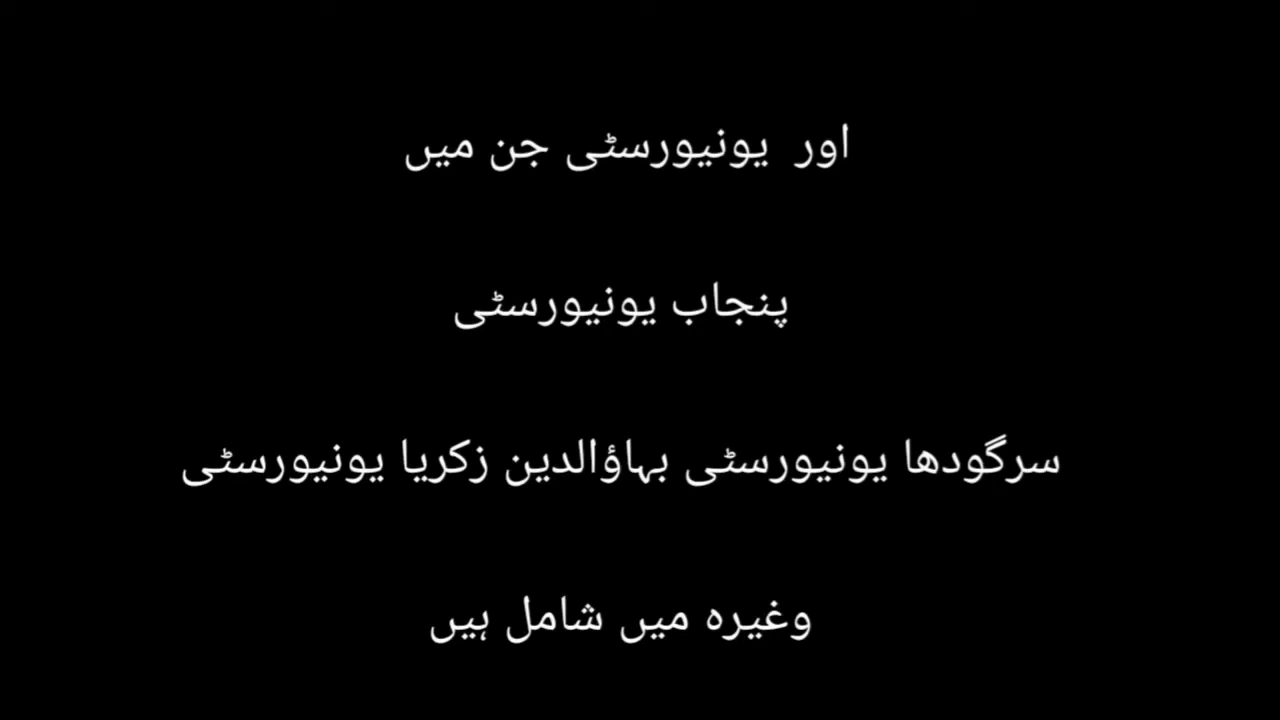 اور یونیورسٹی جن میں
پنجاب یونیورسٹی
سرگودھا یونیورسٹی بہاؤالدین زکریا یونیورسٹی
وغیرہ میں شامل ہیں